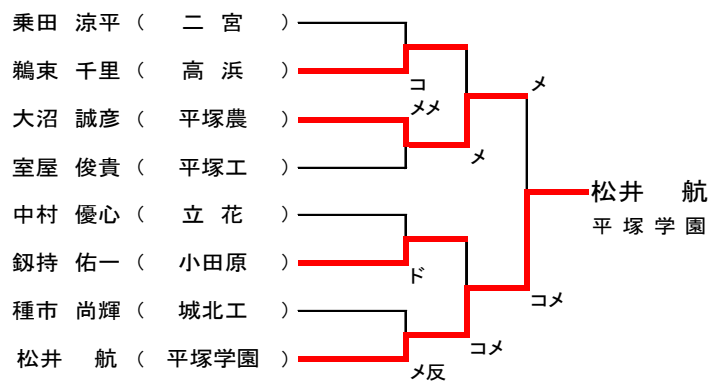 乗田 涼平 ( 二 宮 )
鵜束 千里 ( 高 浜 )
コ
大沼 誠彦 ( 平塚農 )
メメ
メ
室屋 俊貴 ( 平塚工 )
メ
松井 航
平塚学園
中村 優心 ( 立 花 )
釼持 佑一 ( 小田原 )
ド
種市 尚輝 ( 城北工 )
コメ
コメ
松井 航 ( 平塚学園 )
メ反